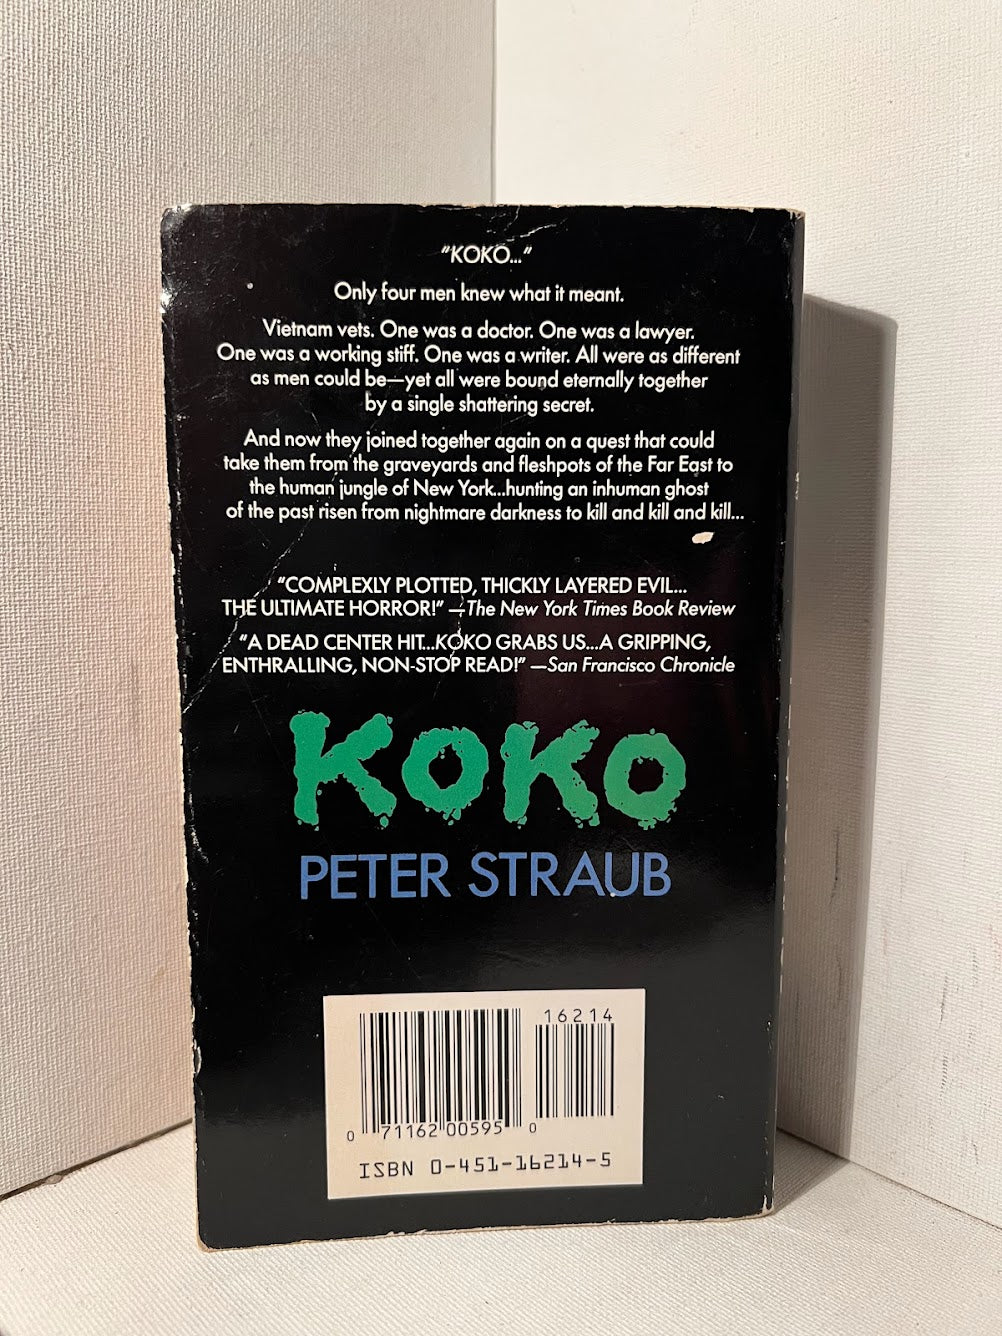 "KOKO..."
Only four men knew what it meant.
Vietnam vets. One was a doctor. One was a lawyer.
One was a working stiff. One was a writer. All were as different
as men could be—yet all were bound eternally together
by a single shattering secret.
And now they joined together again on a quest that could
take them from the graveyards and fleshpots of the Far East to
the human jungle of New York...hunting an inhuman ghost
of the past risen from nightmare darkness to kill and kill and kill...
"COMPLEXLY PLOTTED, THICKLY LAYERED EVIL...
THE ULTIMATE HORROR!" —The New York Times Book Review
"A DEAD CENTER HIT...KOKO GRABS US...A GRIPPING,
ENTHRALLING, NON-STOP READ!" —San Francisco Chronicle
KOKO
PETER STRAUB
16214
0 71162 00595 0
ISBN 0-451-16214-5